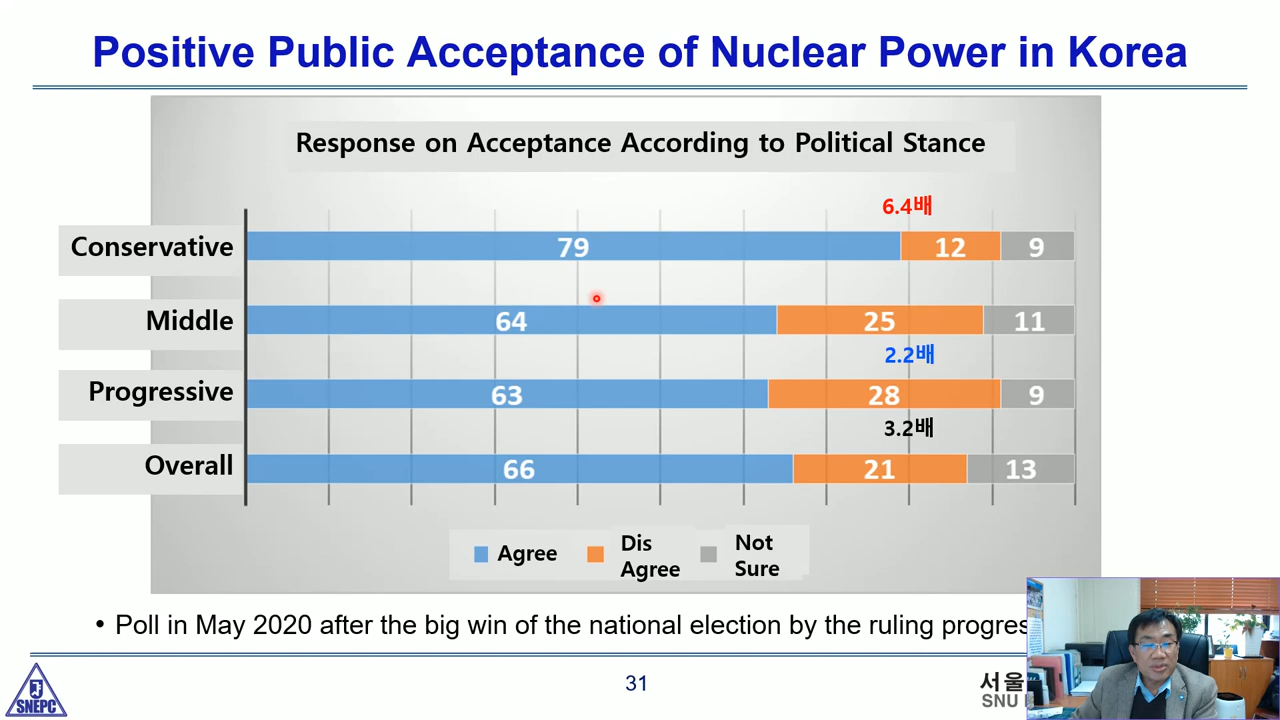 Positive Public Acceptance of Nuclear Power in Korea
Response on Acceptance According to Political Stance
6.4배
Conservative 79 12 9
Middle 64 25 11
2.2배
Progressive 63 28 9
3.2배
Overall 66 21 13
Agree
Dis
Agree
Not
Sure
• Poll in May 2020 after the big win of the national election by the ruling progres
SNEPC
31
서울
SNU